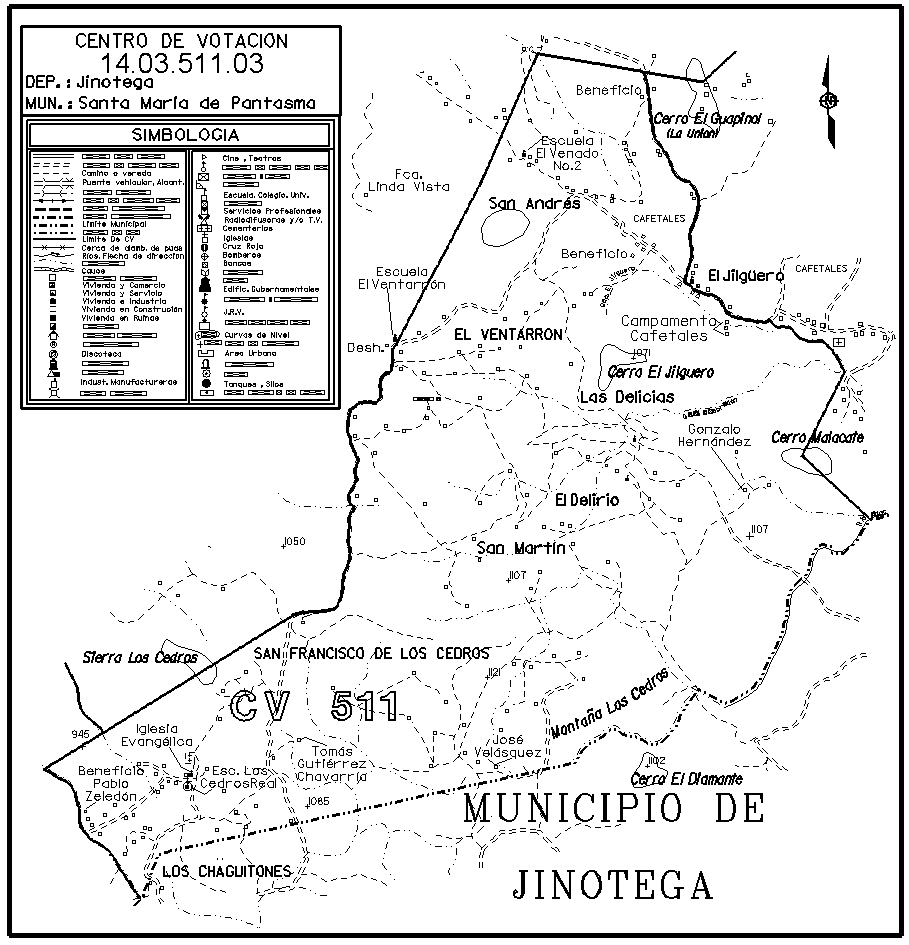 CENTRO DE VOTACION
14.03.511.03
DEP.: Jinotega
MUN.: Santa María de Pantasma
SIMBOLOGIA
Camino o vereda
Puente vehicular, Alcant.
Límite Municipal
Límite De CV
Cerca de alamb. de puas
Ríos. Flecha de dirección
Cauce
Vivienda y Comercio
Vivienda y Servicio
Vivienda e Industria
Vivienda en Construcción
Vivienda en Ruinas
Discoteca
Indust. Manufactureras
Cine, Teatros
Escuela. Colegio. Univ.
Servicios Profesionales
Radiodifusoras y/o T.V.
Cementerios
Iglesias
Cruz Roja
Bomberos
Bancos
Edific. Gubernamentales
J.R.V.
Curvas de Nivel
Area Urbana
Tanques, Silos
Beneficio
Cerro El Guapinol
(La Union)
Escuela
El Venado
No.2
Fca.
Linda Vista
San Andrés
CAFETALES
Beneficio
Escuela
El Ventarrón
El Jilguero
CAFETALES
EL VENTARRON
Campamento
Cafetales
Desh.
1071
Cerro El Jilguero
Las Delicias
Gonzalo
Hernández
Cerro Malacate
El Delirio
1107
1050
San Martín
1107
Sierra Los Cedros
SAN FRANCISCO DE LOS CEDROS
1121
CV 511
Montaña Los Cedros
945
Iglesia
Evangélica
José
Velásquez
Tomás
Gutiérrez
Chavarría
Beneficio
Pablo
Zeledón
Esc. Los
Cedros Real
1102
Cerro El Diamante
1085
MUNICIPIO DE
JINOTEGA
LOS CHAGUITONES